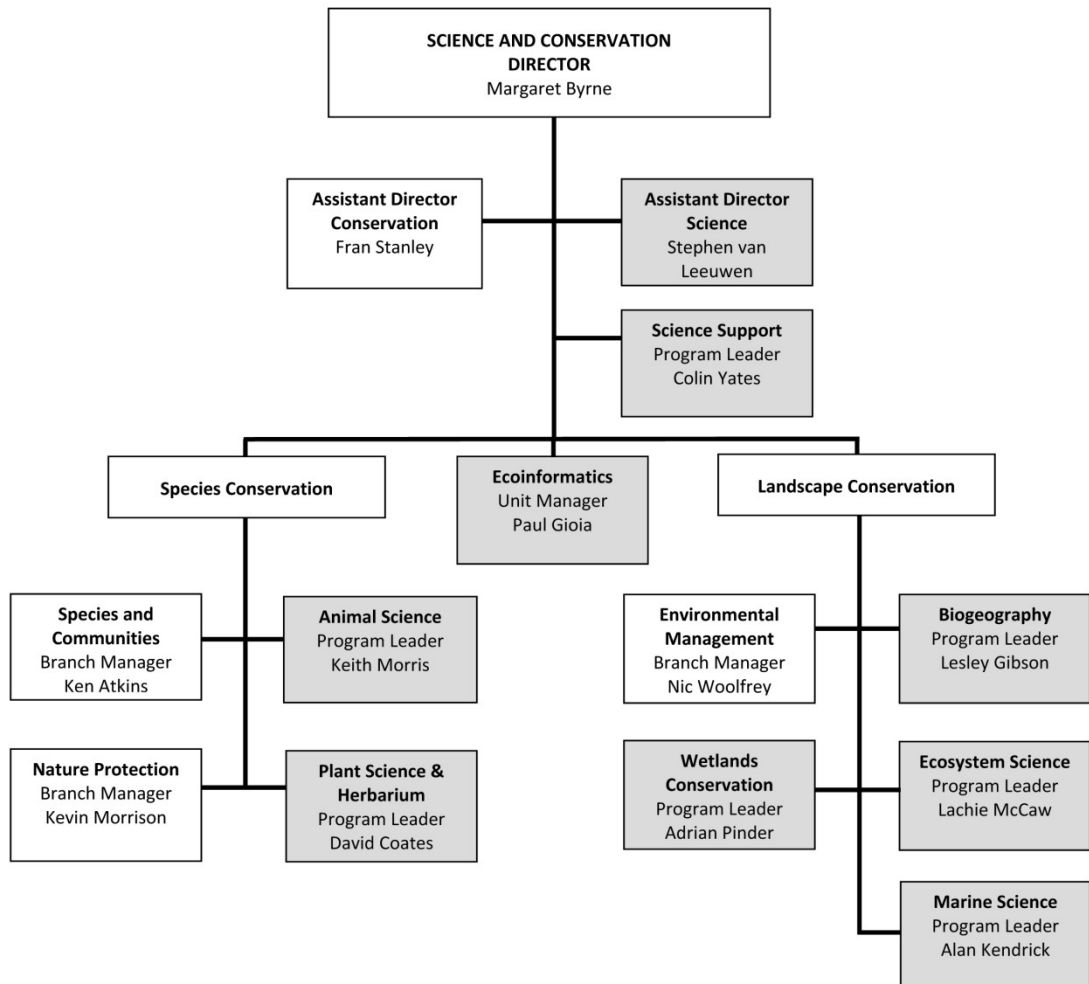 SCIENCE AND CONSERVATION
DIRECTOR
Margaret Byrne
Assistant Director
Conservation
Fran Stanley
Assistant Director
Science
Stephen van
Leeuwen
Science Support
Program Leader
Colin Yates
Species Conservation
Ecoinformatics
Unit Manager
Paul Gioia
Landscape Conservation
Species and
Communities
Branch Manager
Ken Atkins
Animal Science
Program Leader
Keith Morris
Environmental
Management
Branch Manager
Nic Woolfrey
Biogeography
Program Leader
Lesley Gibson
Nature Protection
Branch Manager
Kevin Morrison
Plant Science &
Herbarium
Program Leader
David Coates
Wetlands
Conservation
Program Leader
Adrian Pinder
Ecosystem Science
Program Leader
Lachie McCaw
Marine Science
Program Leader
Alan Kendrick